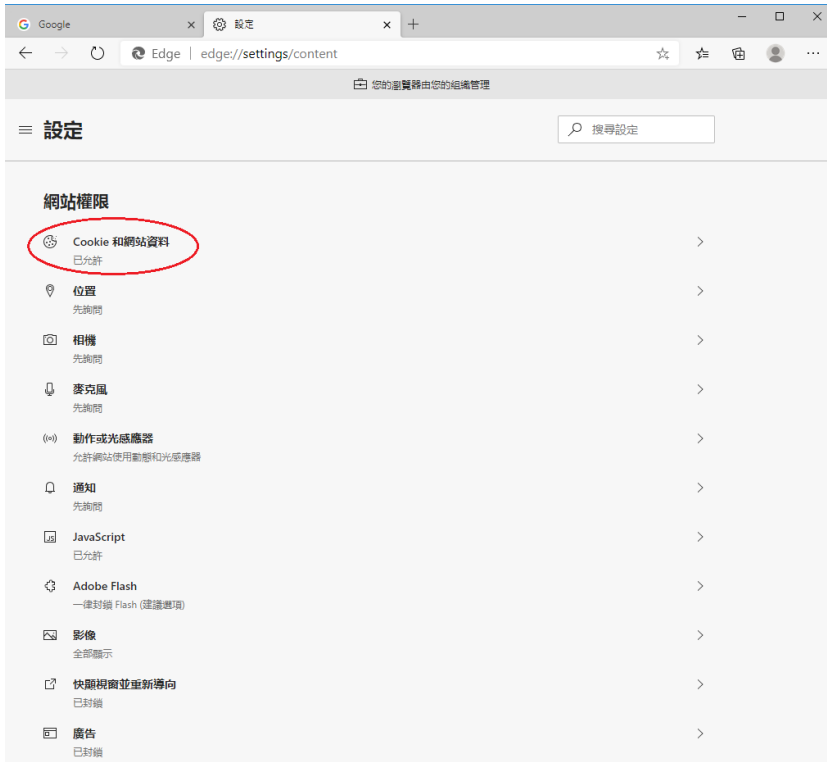 Google
設定
Edge
edge://settings/content
您的瀏覽器由您的組織管理
設定
搜尋設定
網站權限
Cookie 和網站資料
已允許
位置
先詢問
相機
先詢問
麥克風
先詢問
動作或光感應器
允許網站使用動態和光感應器
通知
先詢問
JS
JavaScript
已允許
Adobe Flash
一律封鎖 Flash (建議選項)
影像
全部顯示
快顯視窗並重新導向
已封鎖
廣告
已封鎖